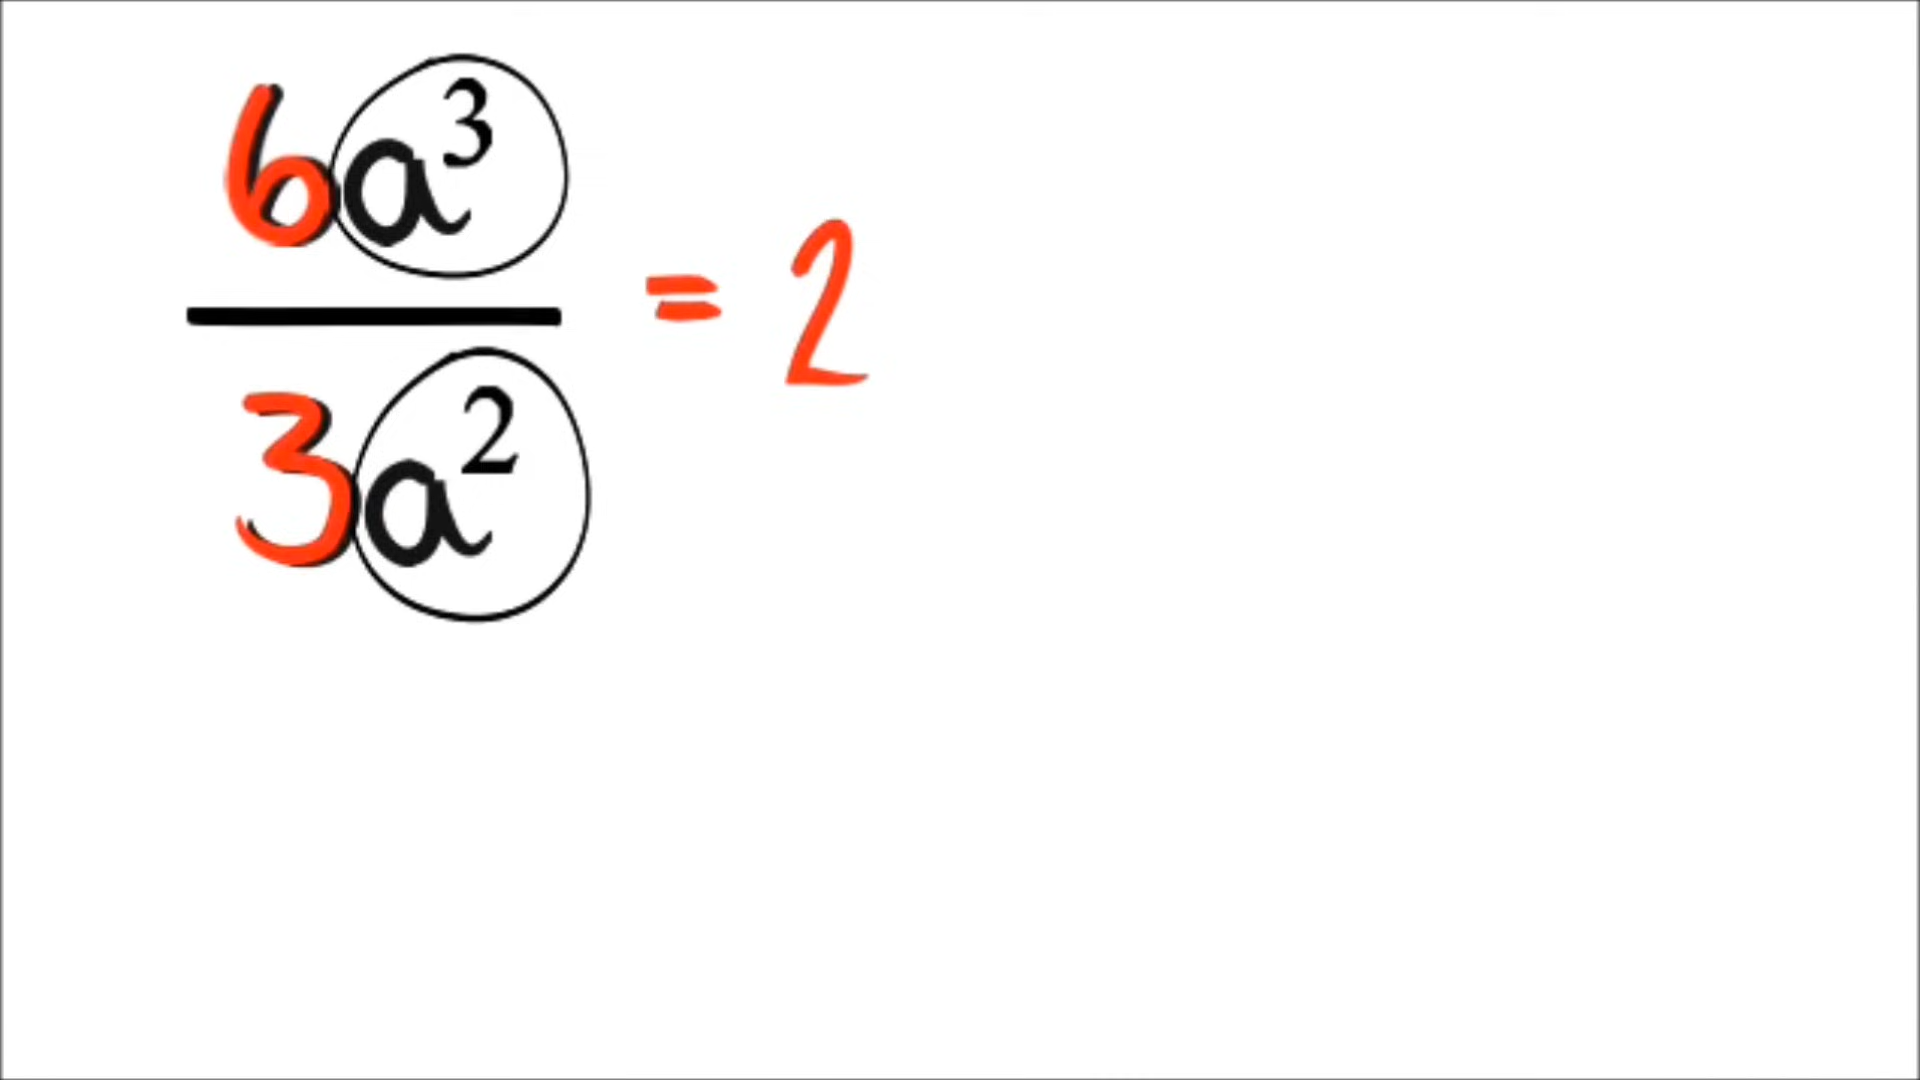 6a³
= 2
3a²